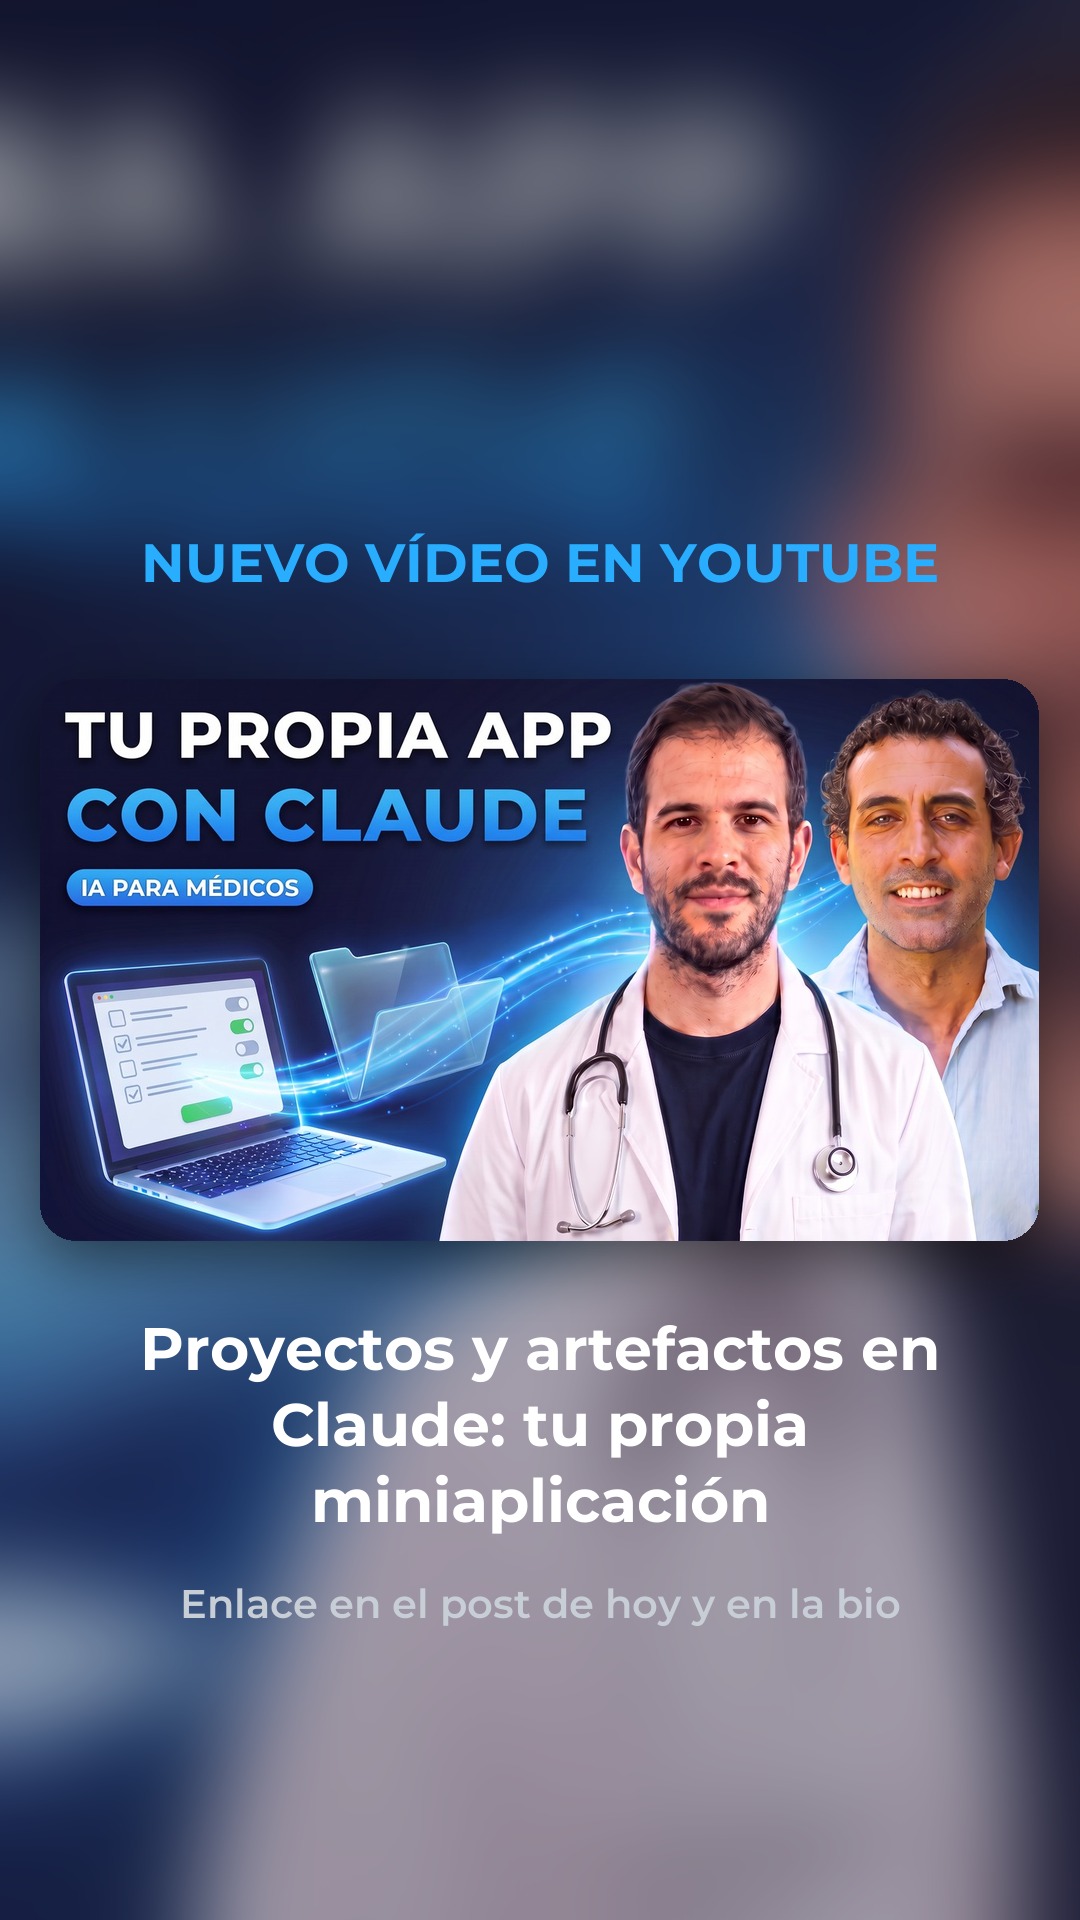 NUEVO VÍDEO EN YOUTUBE
TU PROPIA APP
CON CLAUDE
IA PARA MÉDICOS
Proyectos y artefactos en
Claude: tu propia
miniaplicación
Enlace en el post de hoy y en la bio